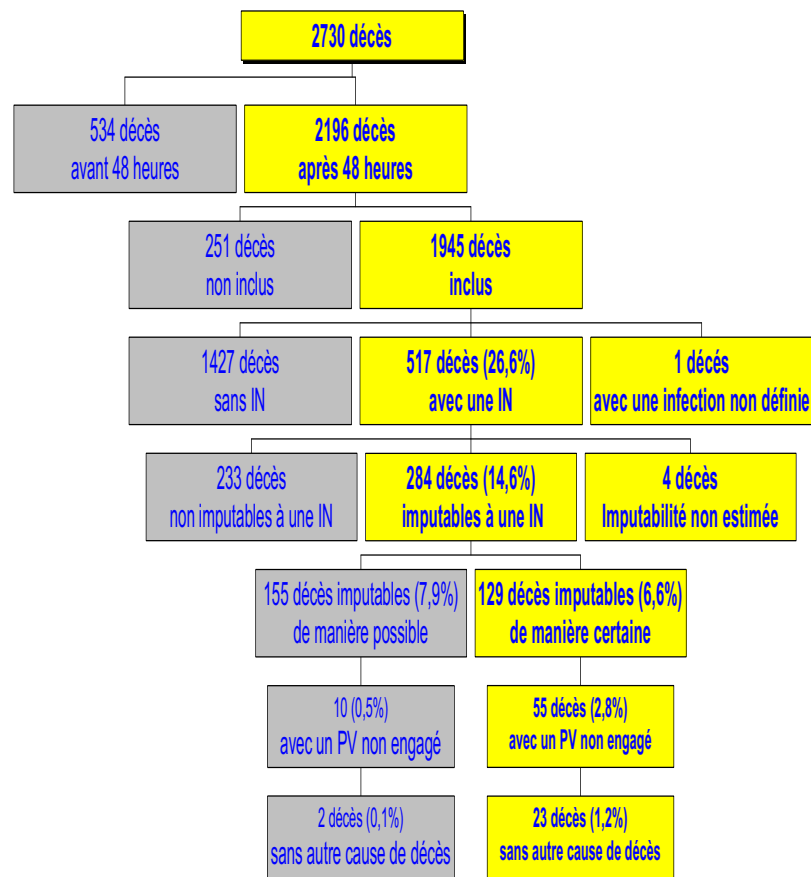 2730 décès
534 décès
avant 48 heures
2196 décès
après 48 heures
251 décès
non inclus
1945 décès
inclus
1427 décès
sans IN
517 décès (26,6%)
avec une IN
1 décés
avec une infection non définie
233 décès
non imputables à une IN
284 décès (14,6%)
imputables à une IN
4 décès
Imputabilité non estimée
155 décès imputables (7,9%)
de manière possible
129 décès imputables (6,6%)
de manière certaine
10 (0,5%)
avec un PV non engagé
55 décès (2,8%)
avec un PV non engagé
2 décès (0,1%)
sans autre cause de décès
23 décès (1,2%)
sans autre cause de décès